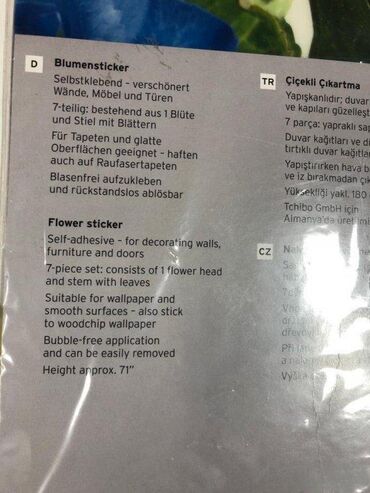 D
Blumensticker
Selbstklebend – verschönert
Wände, Möbel und Türen
7-teilig: bestehend aus 1 Blüte
und Stiel mit Blättern
Für Tapeten und glatte
Oberflächen geeignet – haften
auch auf Raufasertapeten
Blasenfrei aufzukleben
und rückstandslos ablösbar
Flower sticker
Self-adhesive – for decorating walls,
furniture and doors
7-piece set: consists of 1 flower head
and stem with leaves
Suitable for wallpaper and
smooth surfaces – also stick
to woodchip wallpaper
Bubble-free application
and can be easily removed
Height approx. 71"
TR
Çiçekli Çıkartma
Yapışkanlıdır; duvar
ve kapıları
7 parça: yapraklı
Duvar kağıtları ve
tırtıklı duvar
Yapıştırırken hava
ve iz bırakmadan
Yüksekliği yakl. 180
Tchibo GmbH için
Almanya'da
CZ
Výška